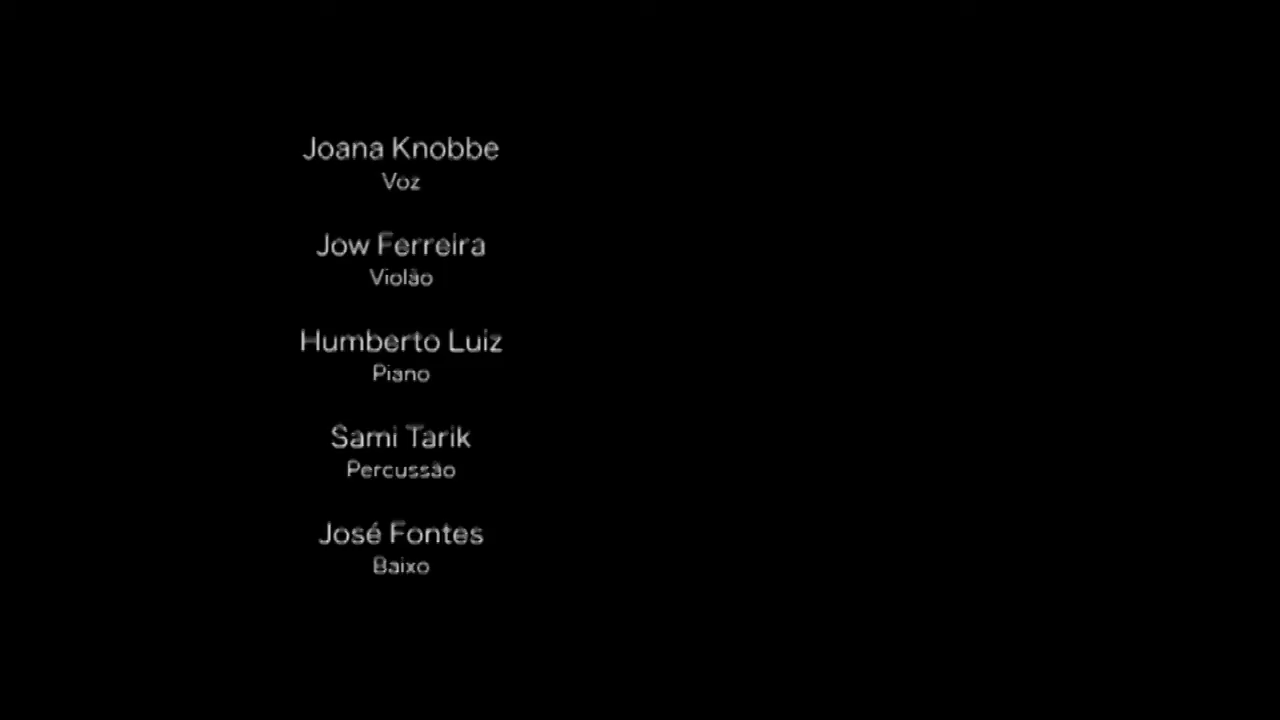 Joana Knobbe
Voz
Jow Ferreira
Violão
Humberto Luiz
Piano
Sami Tarik
Percussão
José Fontes
Baixo